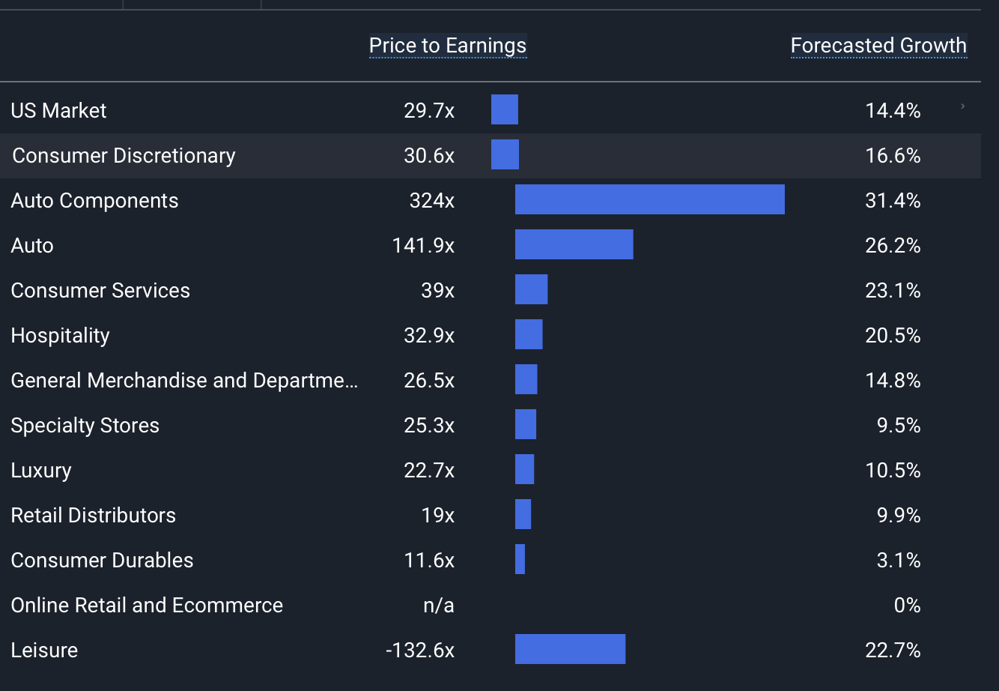 Price to Earnings Forecasted Growth
US Market 29.7x 14.4%
Consumer Discretionary 30.6x 16.6%
Auto Components 324x 31.4%
Auto 141.9x 26.2%
Consumer Services 39x 23.1%
Hospitality 32.9x 20.5%
General Merchandise and Departme... 26.5x 14.8%
Specialty Stores 25.3x 9.5%
Luxury 22.7x 10.5%
Retail Distributors 19x 9.9%
Consumer Durables 11.6x 3.1%
Online Retail and Ecommerce n/a 0%
Leisure -132.6x 22.7%